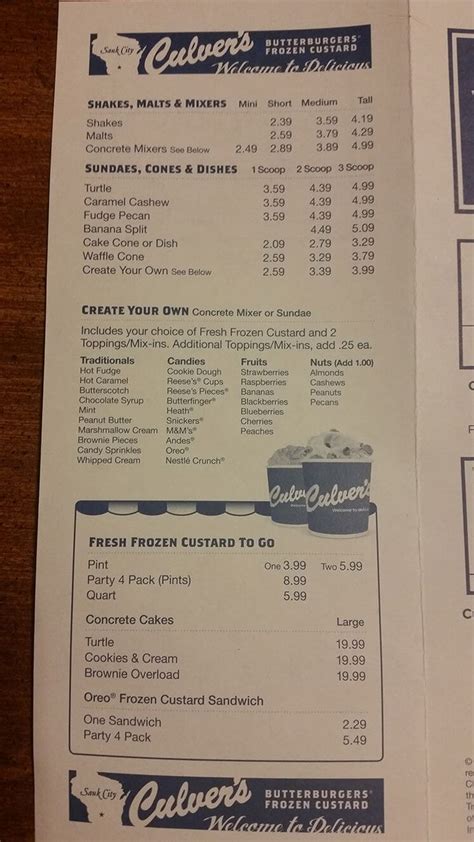 Sauk City Culver's BUTTERBURGERS® FROZEN CUSTARD
Welcome to Delicious
SHAKES, MALTS & MIXERS Mini Short Medium Tall
Shakes 2.39 3.59 4.19
Malts 2.59 3.79 4.29
Concrete Mixers See Below 2.49 2.89 3.89 4.99
SUNDAES, CONES & DISHES 1 Scoop 2 Scoop 3 Scoop
Turtle 3.59 4.39 4.99
Caramel Cashew 3.59 4.39 4.99
Fudge Pecan 3.59 4.39 4.99
Banana Split 4.49 5.09
Cake Cone or Dish 2.09 2.79 3.29
Waffle Cone 2.59 3.29 3.79
Create Your Own See Below 2.59 3.39 3.99
CREATE YOUR OWN Concrete Mixer or Sundae
Includes your choice of Fresh Frozen Custard and 2
Toppings/Mix-ins. Additional Toppings/Mix-ins, add .25 ea.
Traditionals Candies Fruits Nuts (Add 1.00)
Hot Fudge Cookie Dough Strawberries Almonds
Hot Caramel Reese's® Cups Raspberries Cashews
Butterscotch Reese's® Pieces® Bananas Peanuts
Chocolate Syrup Butterfinger® Blackberries Pecans
Mint Heath® Blueberries
Peanut Butter Snickers® Cherries
Marshmallow Cream M&M's® Peaches
Brownie Pieces Andes®
Candy Sprinkles Oreo®
Whipped Cream Nestlé Crunch®
Culver's
Culver's
Welcome to
FRESH FROZEN CUSTARD TO GO
Pint One 3.99 Two 5.99
Party 4 Pack (Pints) 8.99
Quart 5.99
Concrete Cakes Large
Turtle 19.99
Cookies & Cream 19.99
Brownie Overload 19.99
Oreo® Frozen Custard Sandwich
One Sandwich 2.29
Party 4 Pack 5.49
Sauk City Culver's BUTTERBURGERS® FROZEN CUSTARD
Welcome to Delicious